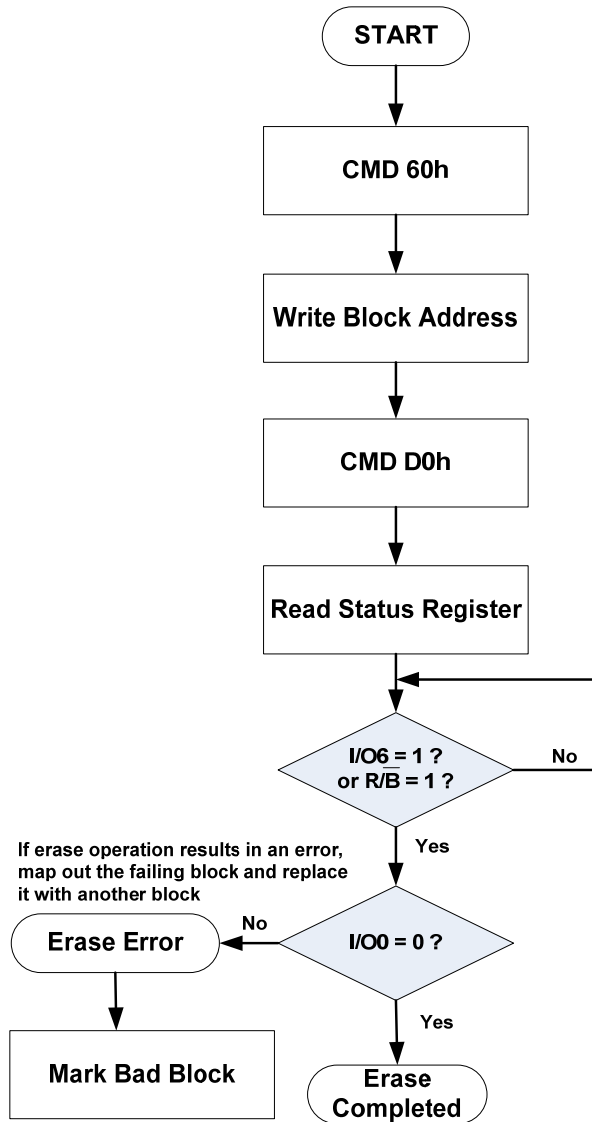 START
CMD 60h
Write Block Address
CMD D0h
Read Status Register
I/O6 = 1 ?
or R/B̅ = 1 ?
No
Yes
If erase operation results in an error,
map out the failing block and replace
it with another block
No
Erase Error
I/O0 = 0 ?
Yes
Mark Bad Block
Erase
Completed